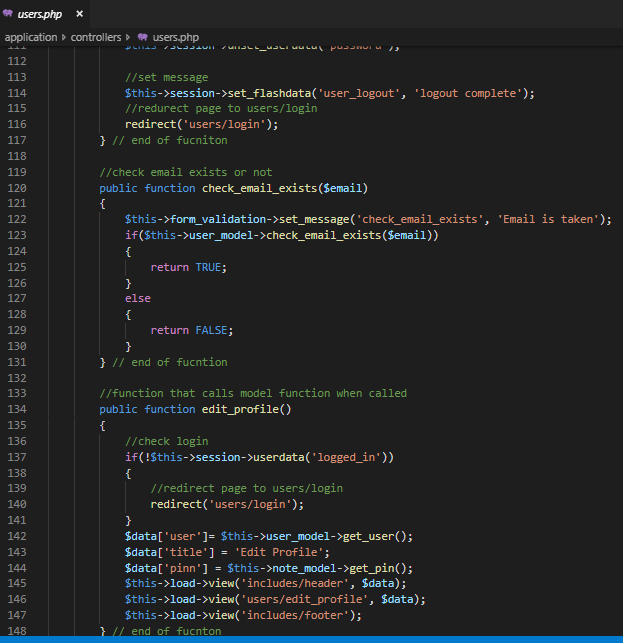 users.php ×
application › controllers › users.php
111 $this->session->unset_userdata('password');
112
113 //set message
114 $this->session->set_flashdata('user_logout', 'logout complete');
115 //redurect page to users/login
116 redirect('users/login');
117 } // end of fucniton
118
119 //check email exists or not
120 public function check_email_exists($email)
121 {
122 $this->form_validation->set_message('check_email_exists', 'Email is taken');
123 if($this->user_model->check_email_exists($email))
124 {
125 return TRUE;
126 }
127 else
128 {
129 return FALSE;
130 }
131 } // end of fucntion
132
133 //function that calls model function when called
134 public function edit_profile()
135 {
136 //check login
137 if(!$this->session->userdata('logged_in'))
138 {
139 //redirect page to users/login
140 redirect('users/login');
141 }
142 $data['user']= $this->user_model->get_user();
143 $data['title'] = 'Edit Profile';
144 $data['pinn'] = $this->note_model->get_pin();
145 $this->load->view('includes/header', $data);
146 $this->load->view('users/edit_profile', $data);
147 $this->load->view('includes/footer');
148 } // end of fucnton